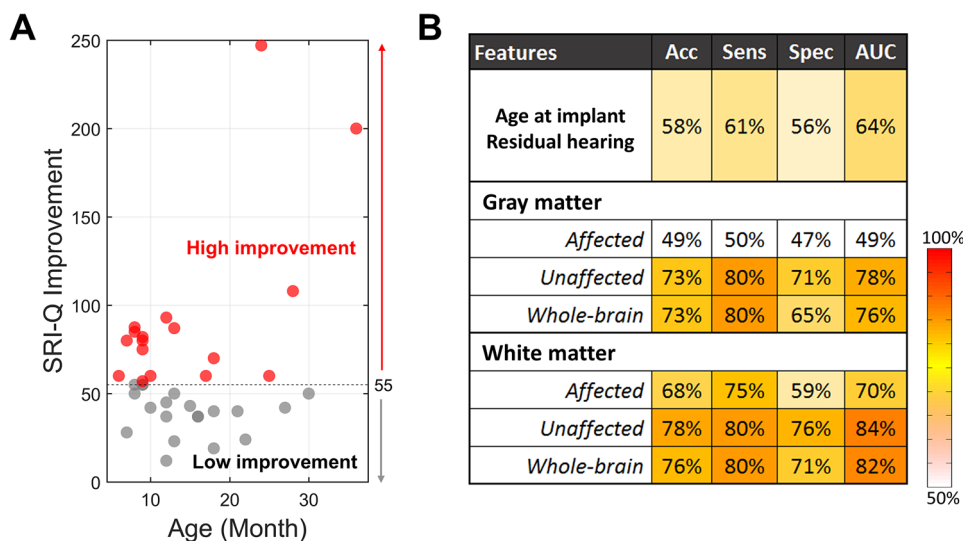 A
250
200
150
100
50
0
SRI-Q Improvement
High improvement
55
Low improvement
10 20 30
Age (Month)
B
Features Acc Sens Spec AUC
Age at implant
Residual hearing
58% 61% 56% 64%
Gray matter
Affected 49% 50% 47% 49%
Unaffected 73% 80% 71% 78%
Whole-brain 73% 80% 65% 76%
White matter
Affected 68% 75% 59% 70%
Unaffected 78% 80% 76% 84%
Whole-brain 76% 80% 71% 82%
100%
50%